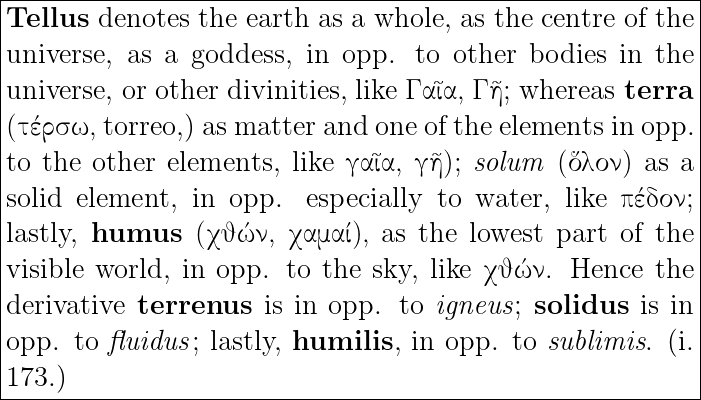 Tellus denotes the earth as a whole, as the centre of the
universe, as a goddess, in opp. to other bodies in the
universe, or other divinities, like Γαῖα, Γῆ; whereas terra
(τέρσω, torreo,) as matter and one of the elements in opp.
to the other elements, like γαῖα, γῆ); solum (ὅλον) as a
solid element, in opp. especially to water, like πέδον;
lastly, humus (χθών, χαμαί), as the lowest part of the
visible world, in opp. to the sky, like χθών. Hence the
derivative terrenus is in opp. to igneus; solidus is in
opp. to fluidus; lastly, humilis, in opp. to sublimis. (i.
173.)